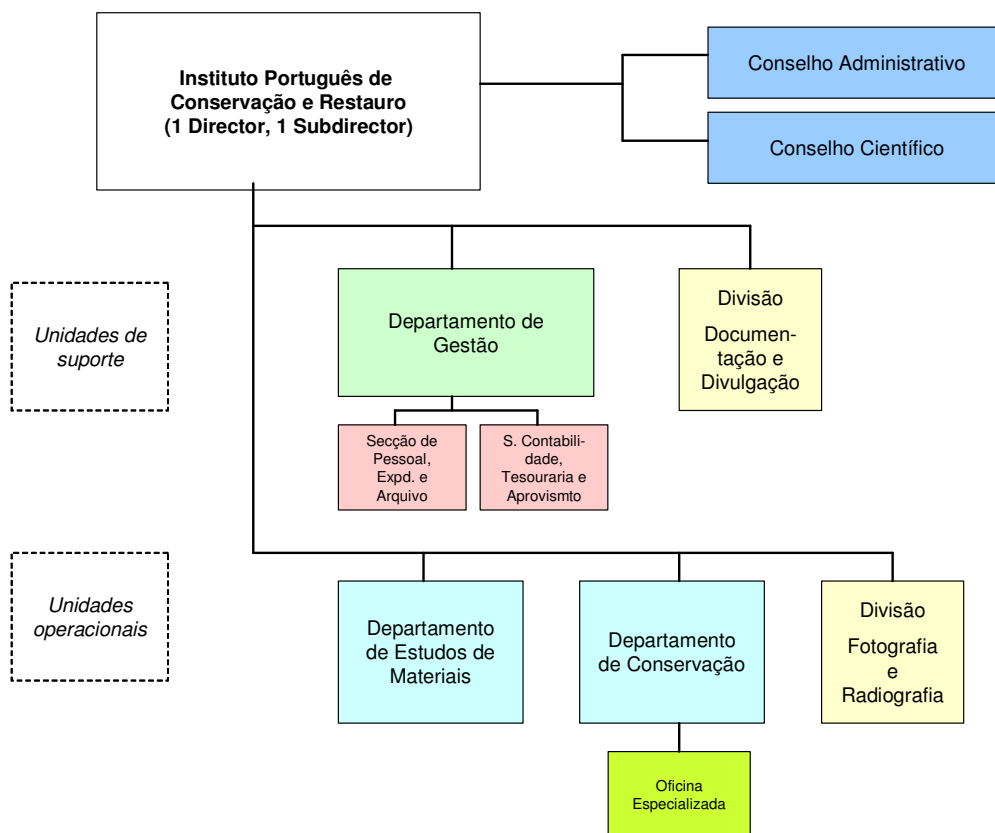 Instituto Português de
Conservação e Restauro
(1 Director, 1 Subdirector)
Conselho Administrativo
Conselho Científico
Unidades de
suporte
Departamento de
Gestão
Divisão
Documen-
tação e
Divulgação
Secção de
Pessoal,
Expd. e
Arquivo
S. Contabili-
dade,
Tesouraria e
Aprovismto
Unidades
operacionais
Departamento
de Estudos de
Materiais
Departamento
de Conservação
Divisão
Fotografia
e
Radiografia
Oficina
Especializada